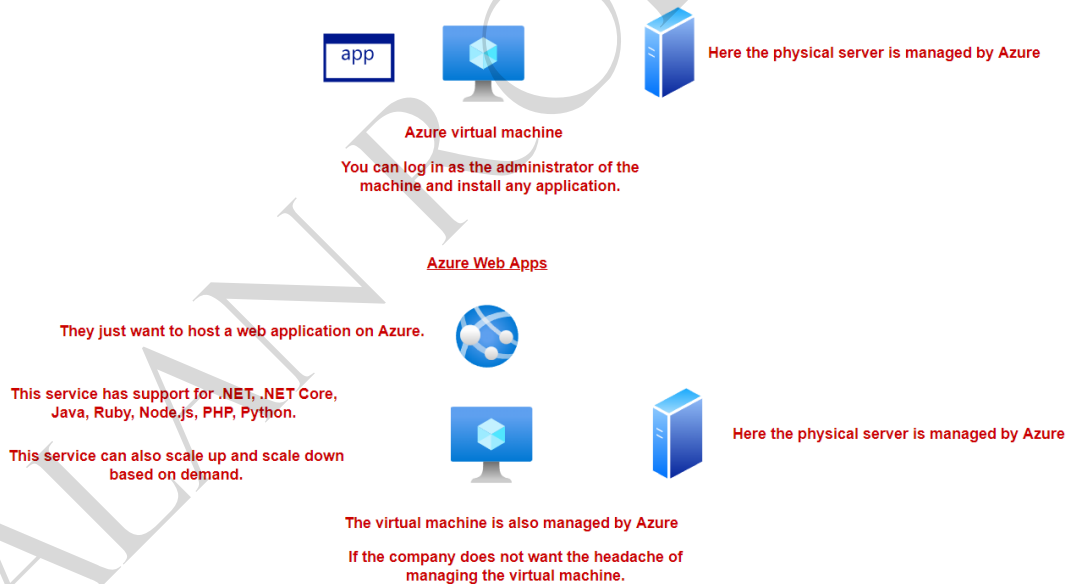 app
Here the physical server is managed by Azure
Azure virtual machine
You can log in as the administrator of the
machine and install any application.
Azure Web Apps
They just want to host a web application on Azure.
This service has support for .NET, .NET Core,
Java, Ruby, Node.js, PHP, Python.
Here the physical server is managed by Azure
This service can also scale up and scale down
based on demand.
The virtual machine is also managed by Azure
If the company does not want the headache of
managing the virtual machine.
ALAN RO